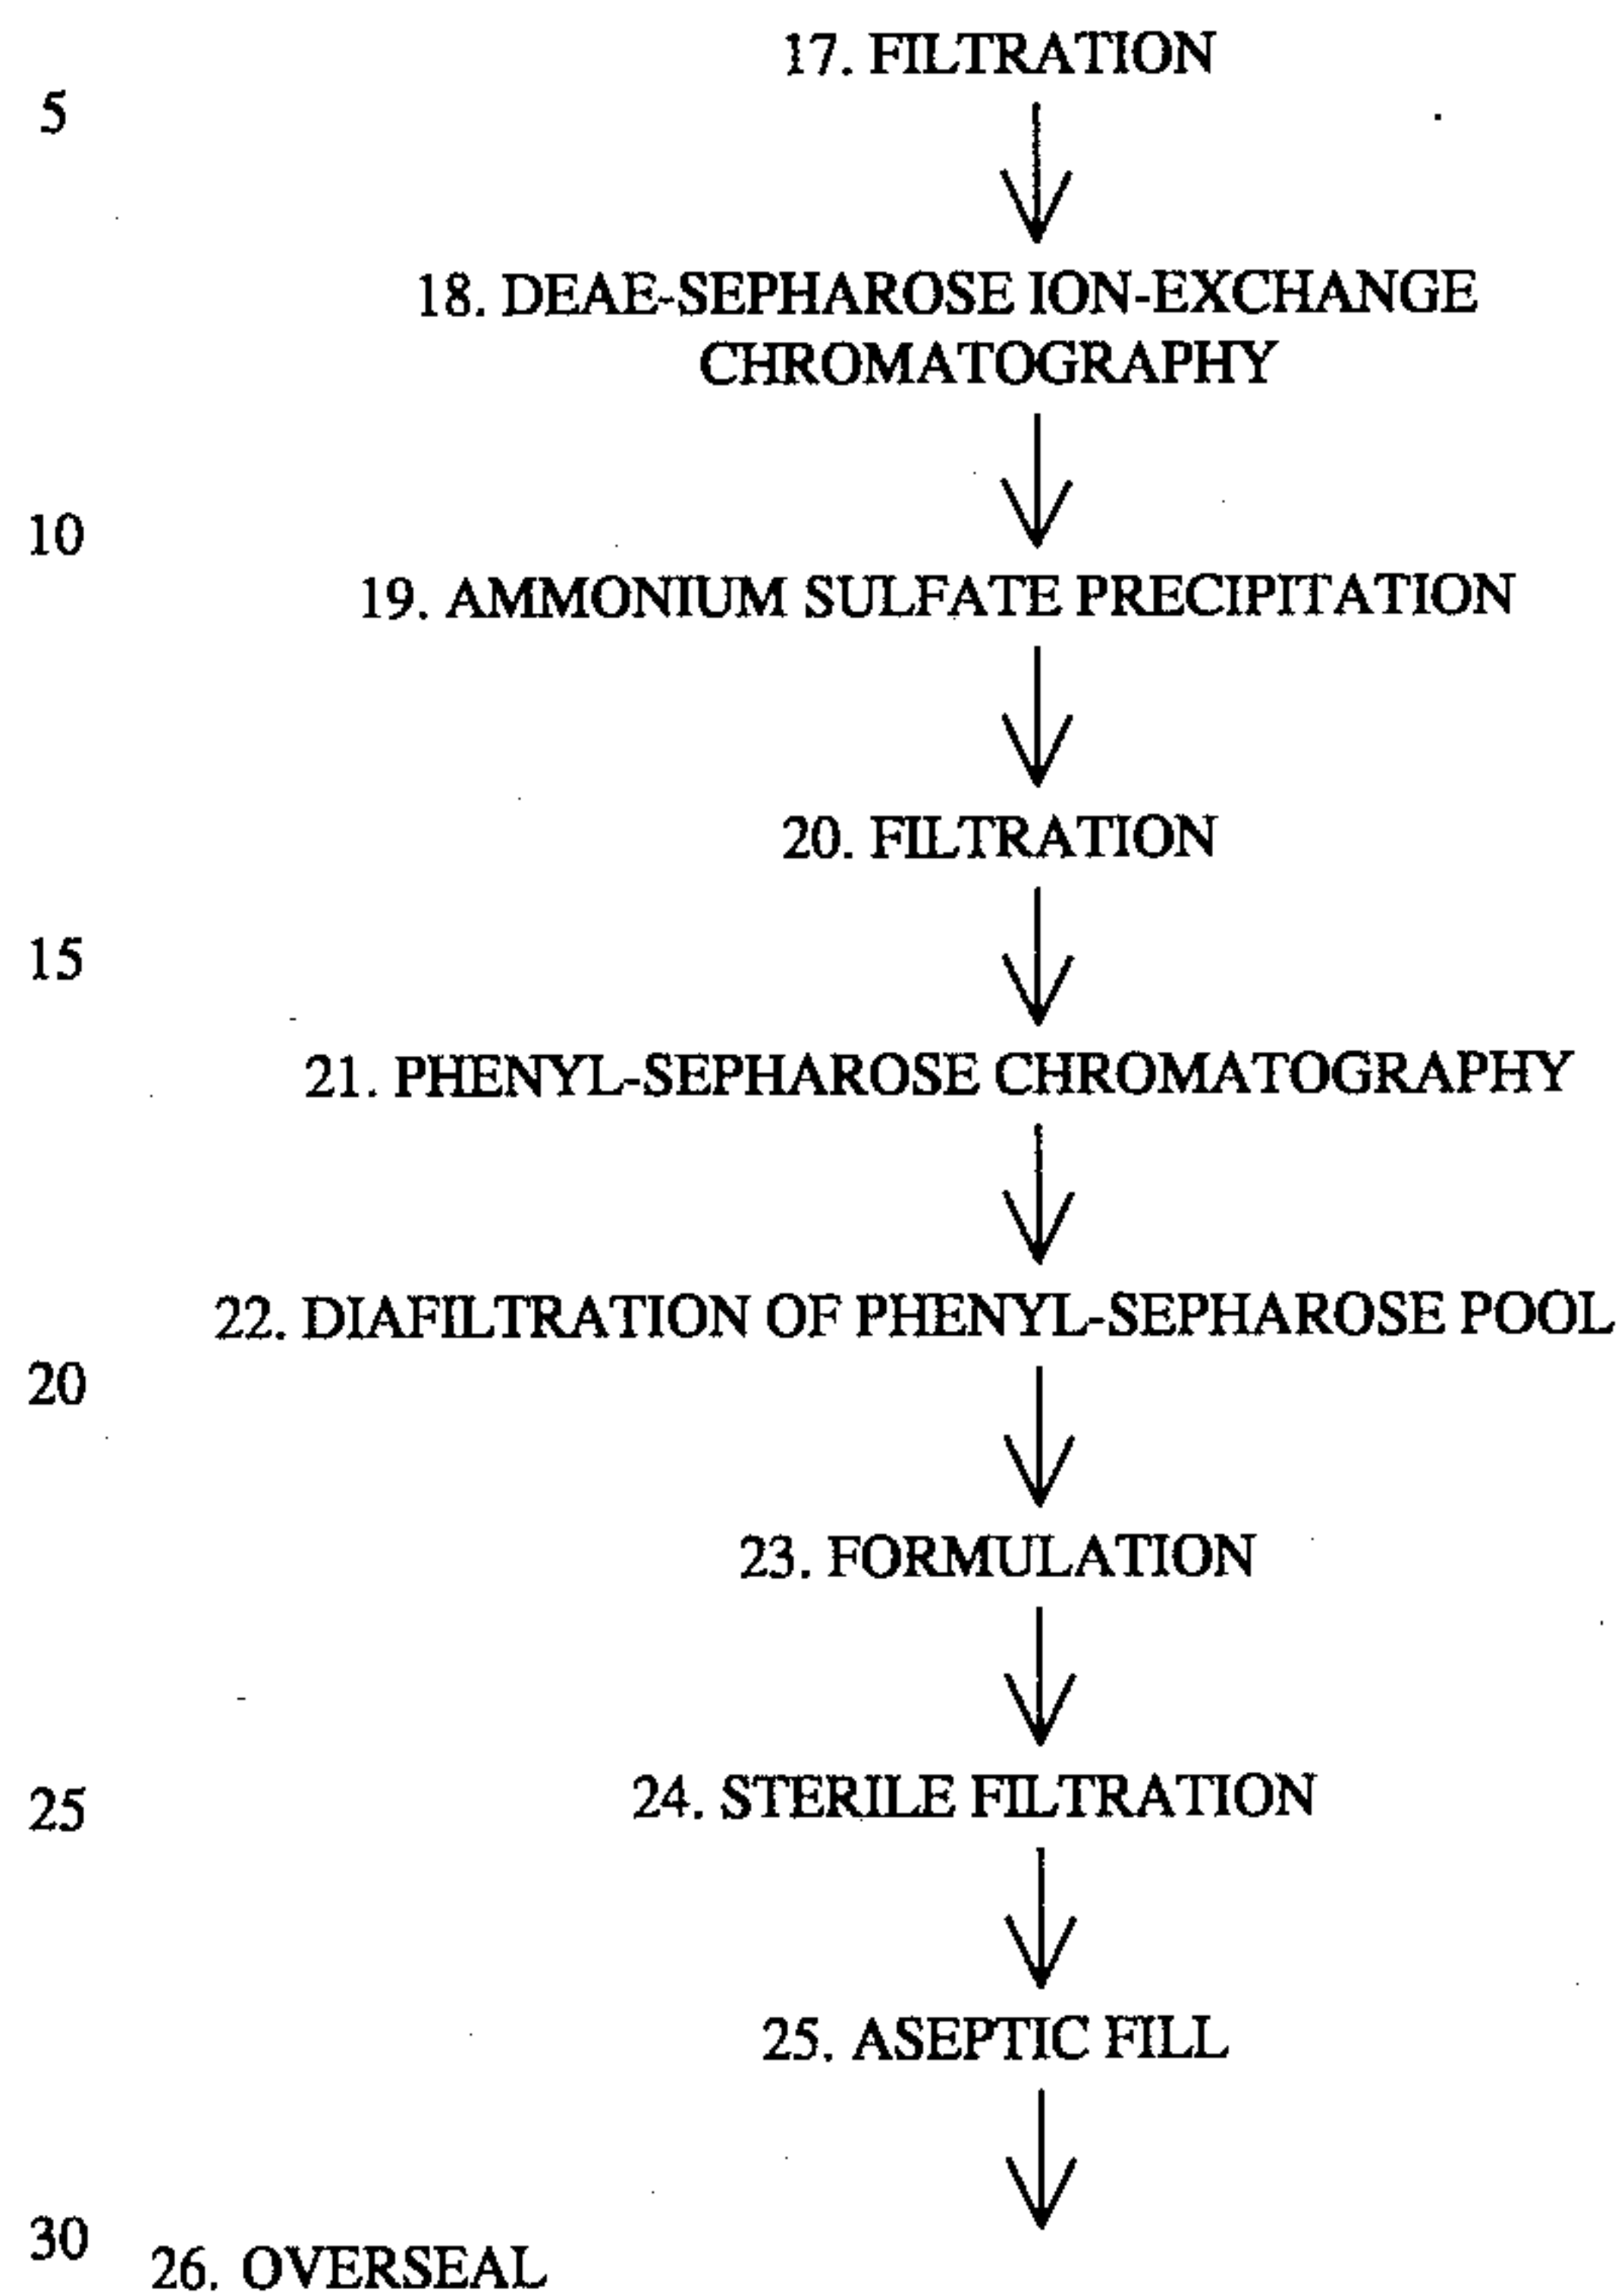 17. FILTRATION
5
18. DEAE-SEPHAROSE ION-EXCHANGE
CHROMATOGRAPHY
10
19. AMMONIUM SULFATE PRECIPITATION
20. FILTRATION
15
21. PHENYL-SEPHAROSE CHROMATOGRAPHY
22. DIAFILTRATION OF PHENYL-SEPHAROSE POOL
20
23. FORMULATION
25
24. STERILE FILTRATION
25. ASEPTIC FILL
30
26. OVERSEAL